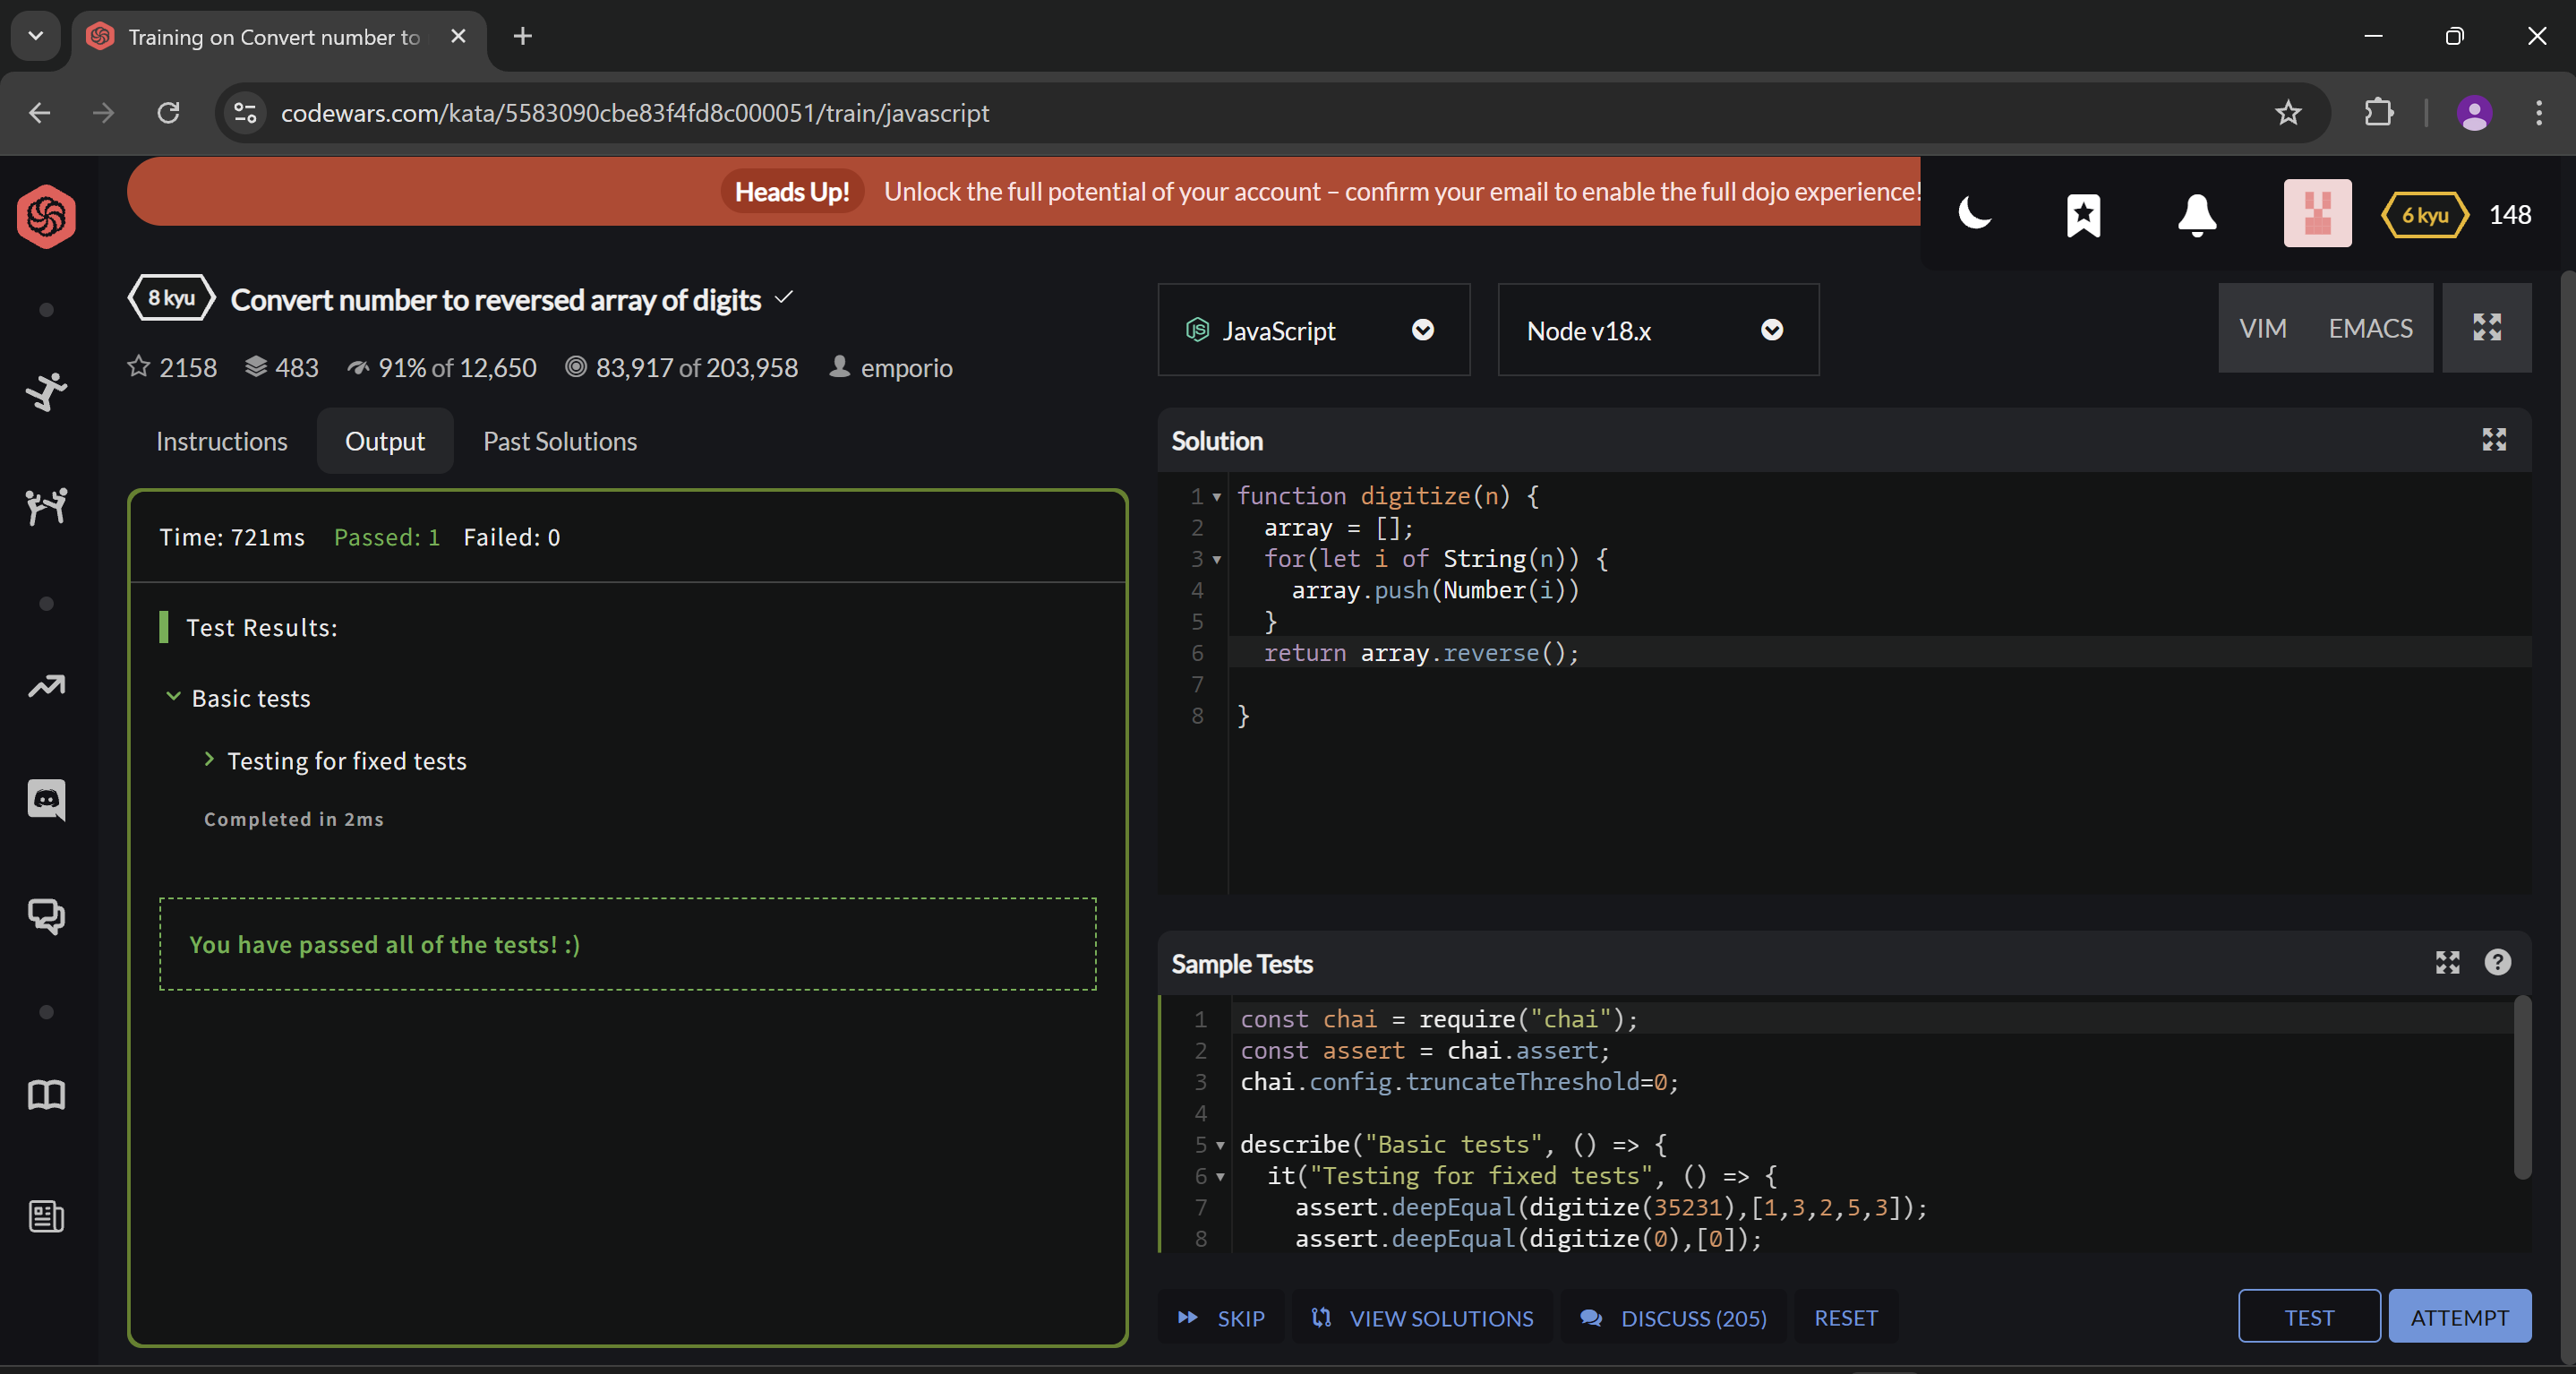 Training on Convert number to
codewars.com/kata/5583090cbe83f4fd8c000051/train/javascript
Heads Up! Unlock the full potential of your account – confirm your email to enable the full dojo experience!
6 kyu 148
8 kyu Convert number to reversed array of digits
2158 483 91% of 12,650 83,917 of 203,958 emporio
Instructions Output Past Solutions
Time: 721ms Passed: 1 Failed: 0
Test Results:
Basic tests
Testing for fixed tests
Completed in 2ms
You have passed all of the tests! :)
JavaScript Node v18.x VIM EMACS
Solution
1 function digitize(n) {
2 array = [];
3 for(let i of String(n)) {
4 array.push(Number(i))
5 }
6 return array.reverse();
7
8 }
Sample Tests
1 const chai = require("chai");
2 const assert = chai.assert;
3 chai.config.truncateThreshold=0;
4
5 describe("Basic tests", () => {
6 it("Testing for fixed tests", () => {
7 assert.deepEqual(digitize(35231),[1,3,2,5,3]);
8 assert.deepEqual(digitize(0),[0]);
SKIP VIEW SOLUTIONS DISCUSS (205) RESET TEST ATTEMPT